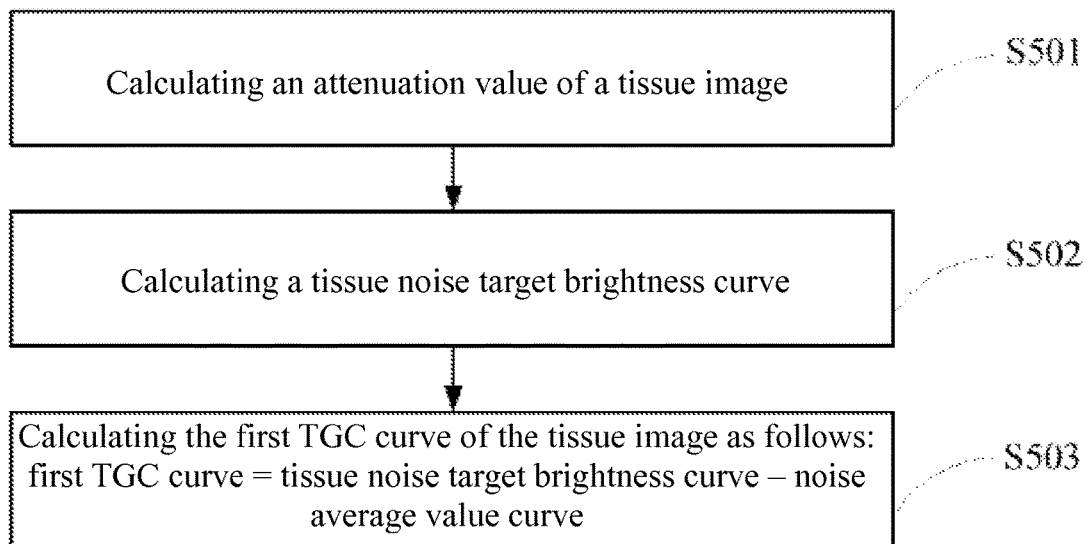 Calculating an attenuation value of a tissue image
S501
Calculating a tissue noise target brightness curve
S502
Calculating the first TGC curve of the tissue image as follows:
first TGC curve = tissue noise target brightness curve – noise
average value curve
S503